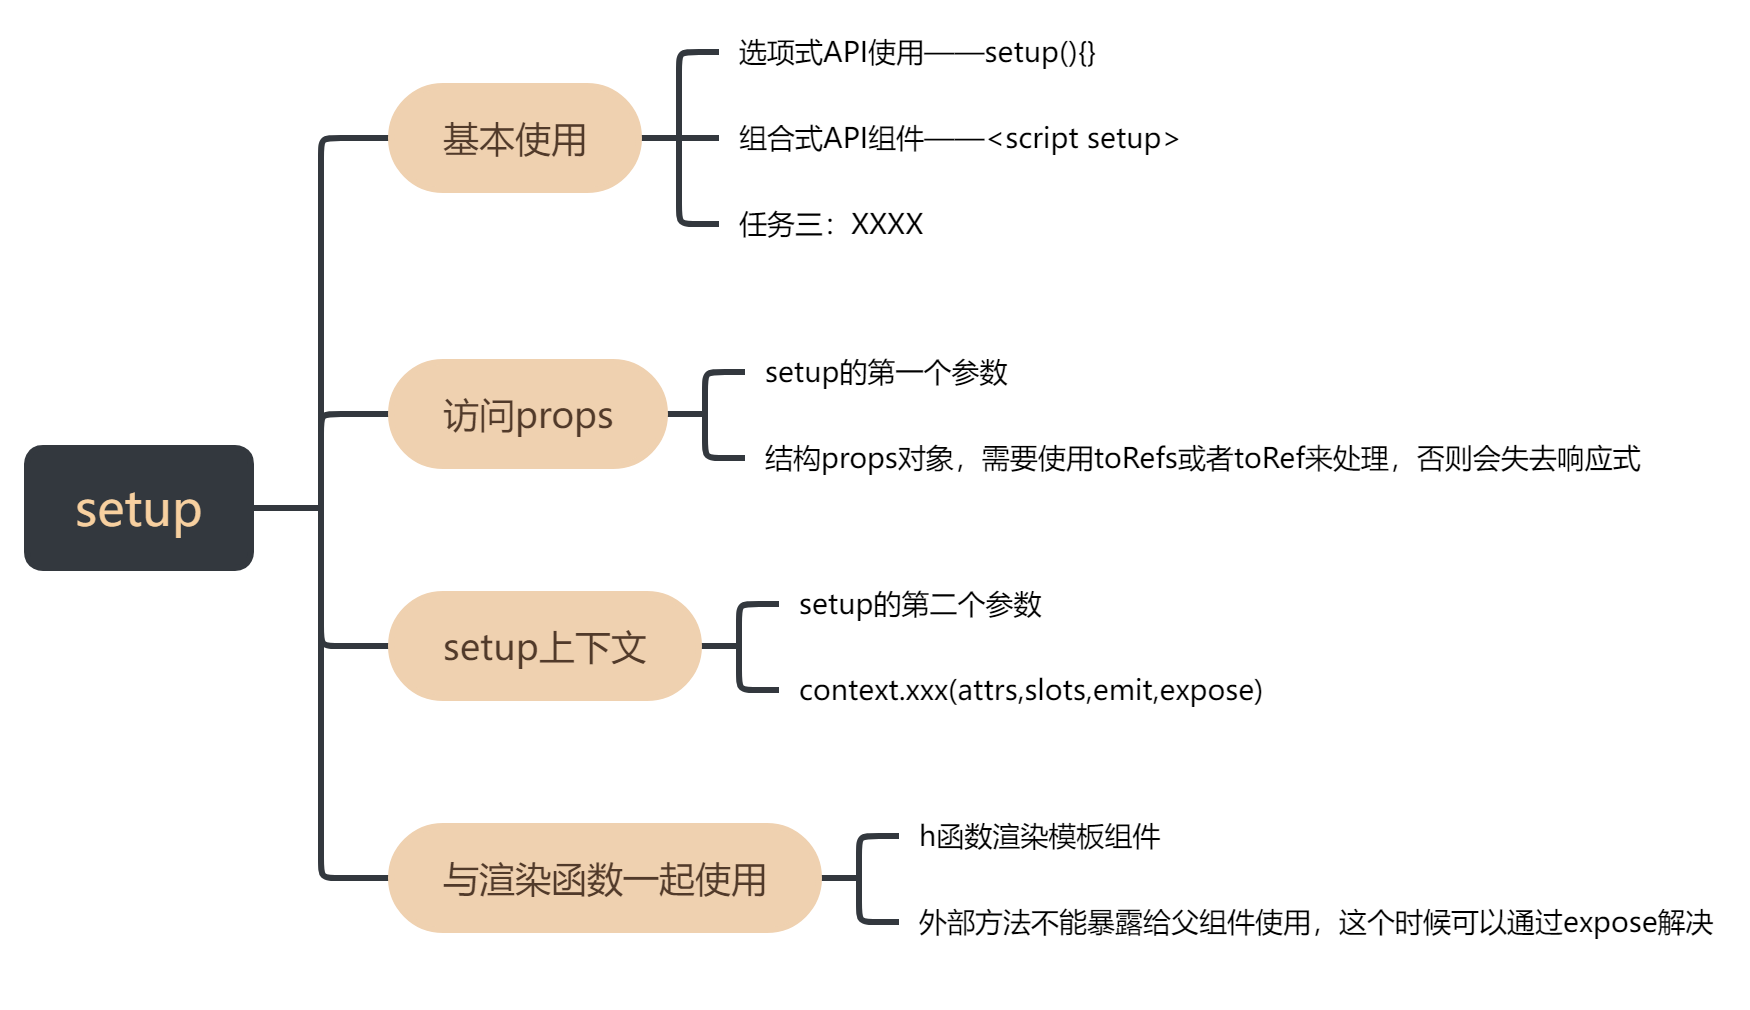 setup
基本使用
选项式API使用——setup(){}
组合式API组件——<script setup>
任务三：XXXX
访问props
setup的第一个参数
结构props对象，需要使用toRefs或者toRef来处理，否则会失去响应式
setup上下文
setup的第二个参数
context.xxx(attrs,slots,emit,expose)
与渲染函数一起使用
h函数渲染模板组件
外部方法不能暴露给父组件使用，这个时候可以通过expose解决